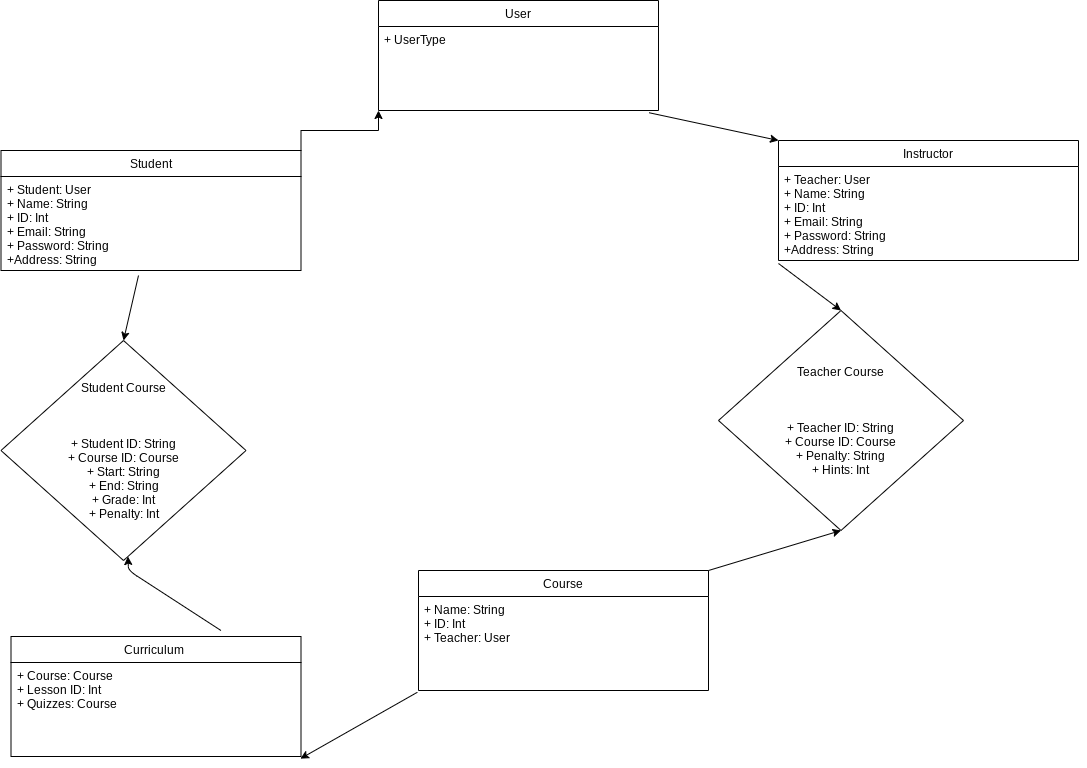 User
+ UserType
Student
+ Student: User
+ Name: String
+ ID: Int
+ Email: String
+ Password: String
+Address: String
Instructor
+ Teacher: User
+ Name: String
+ ID: Int
+ Email: String
+ Password: String
+Address: String
Student Course
+ Student ID: String
+ Course ID: Course
+ Start: String
+ End: String
+ Grade: Int
+ Penalty: Int
Teacher Course
+ Teacher ID: String
+ Course ID: Course
+ Penalty: String
+ Hints: Int
Course
+ Name: String
+ ID: Int
+ Teacher: User
Curriculum
+ Course: Course
+ Lesson ID: Int
+ Quizzes: Course